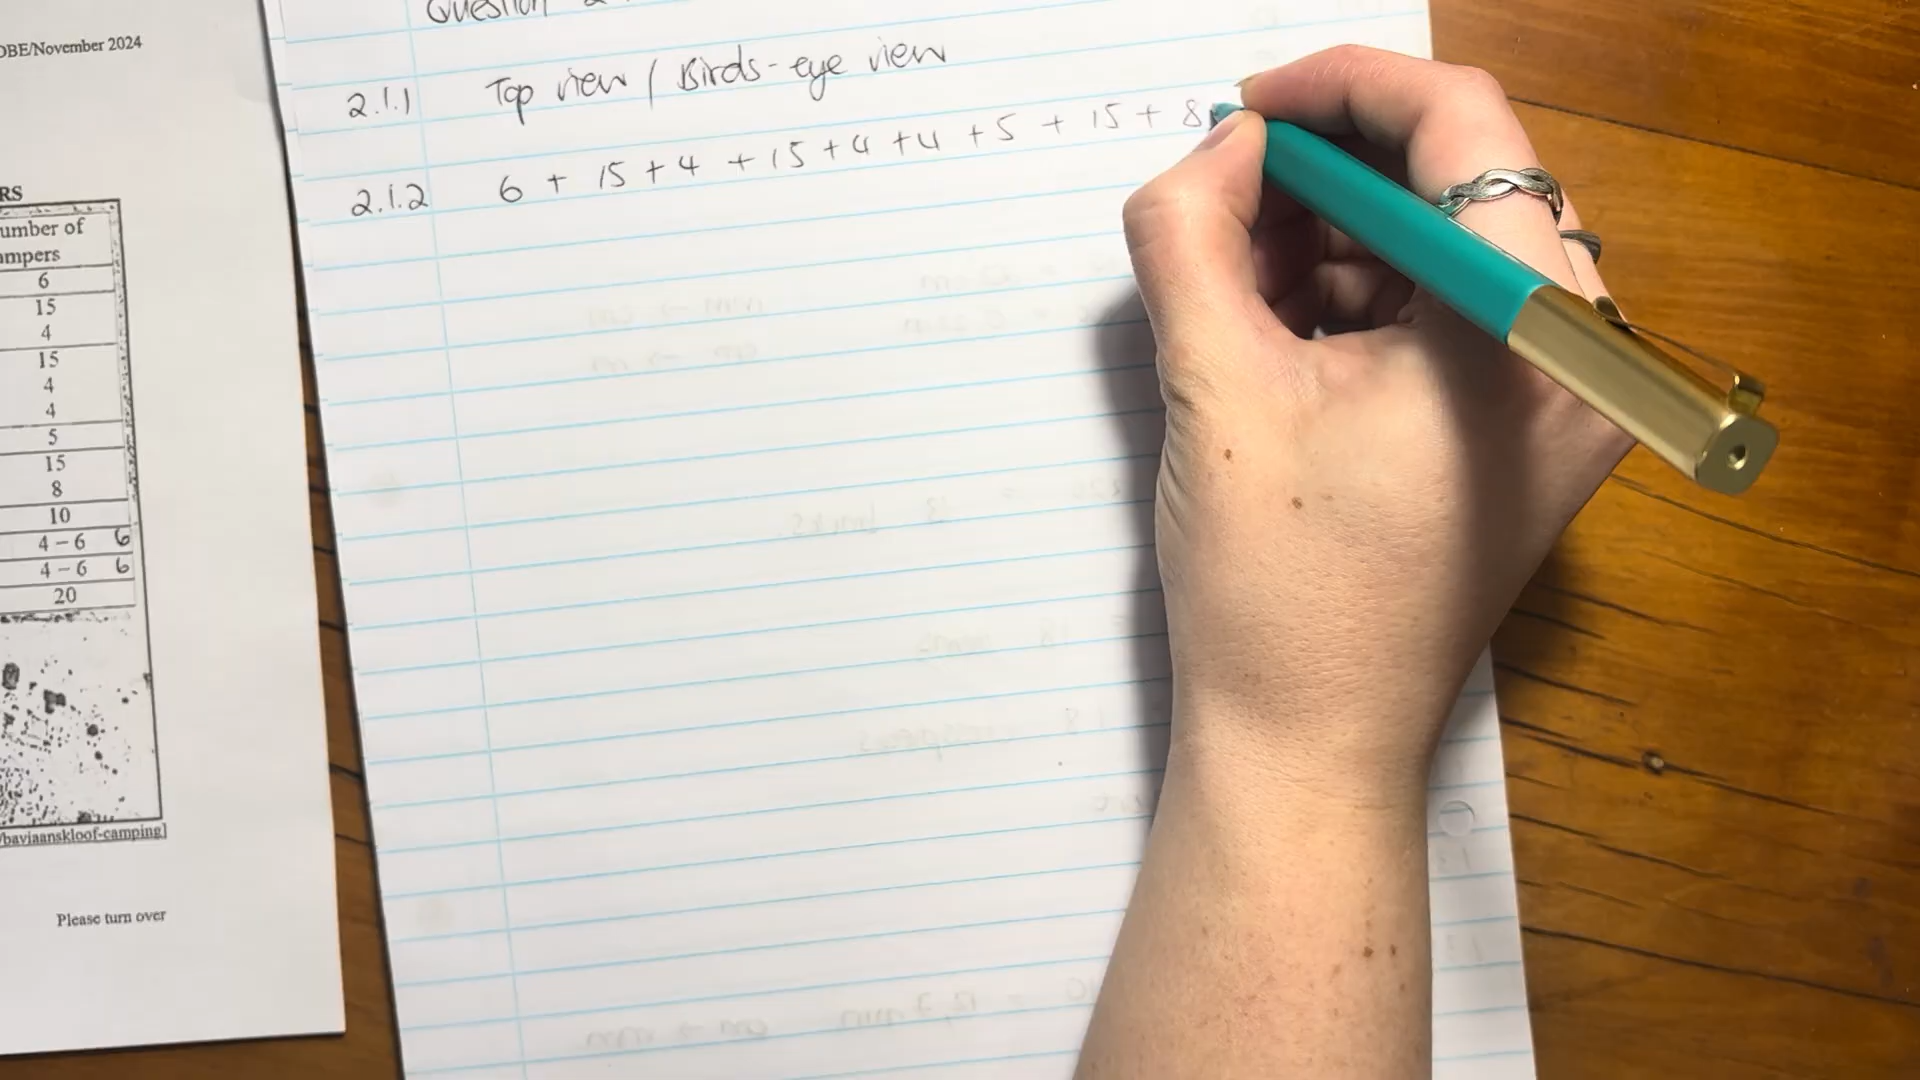 DBE/November 2024
RS
umber of
ampers
6
15
4
15
4
4
5
15
8
10
4 – 6 6
4 – 6 6
20
/baviaanskloof-camping]
Please turn over
Question 2
2.1.1 Top view / Birds-eye view
2.1.2 6 + 15 + 4 + 15 + 4 + 4 + 5 + 15 + 8